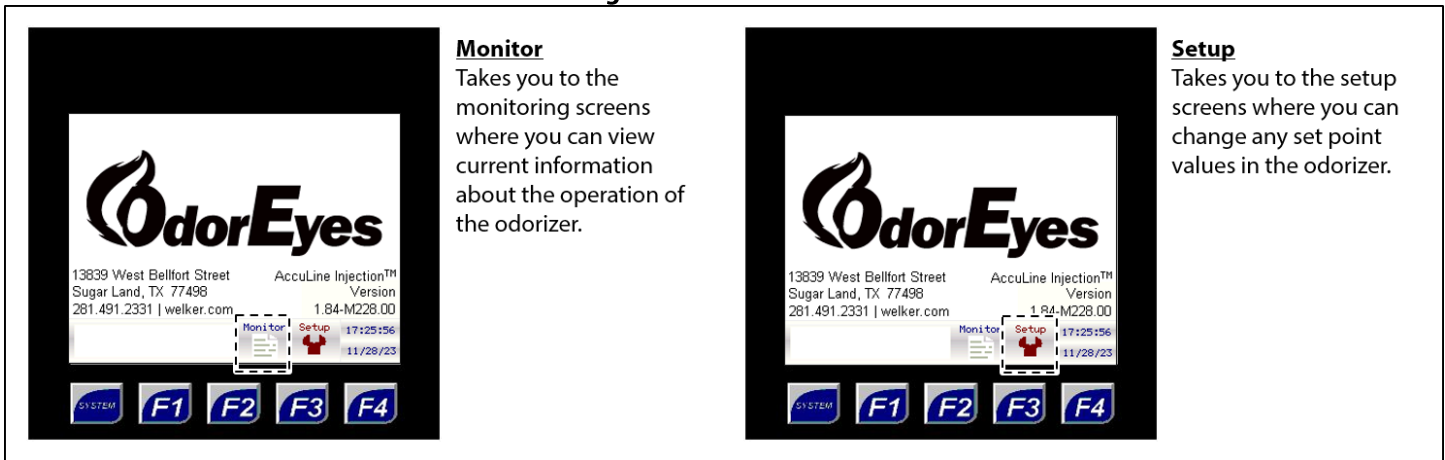 Monitor
Takes you to the
monitoring screens
where you can view
current information
about the operation of
the odorizer.
OdorEyes
13839 West Bellfort Street
Sugar Land, TX 77498
281.491.2331 | welker.com
AccuLine Injection™
Version
1.84-M228.00
Monitor
Setup
17:25:56
11/28/23
SYSTEM
F1
F2
F3
F4
Setup
Takes you to the setup
screens where you can
change any set point
values in the odorizer.
OdorEyes
13839 West Bellfort Street
Sugar Land, TX 77498
281.491.2331 | welker.com
AccuLine Injection™
Version
1.84-M228.00
Monitor
Setup
17:25:56
11/28/23
SYSTEM
F1
F2
F3
F4